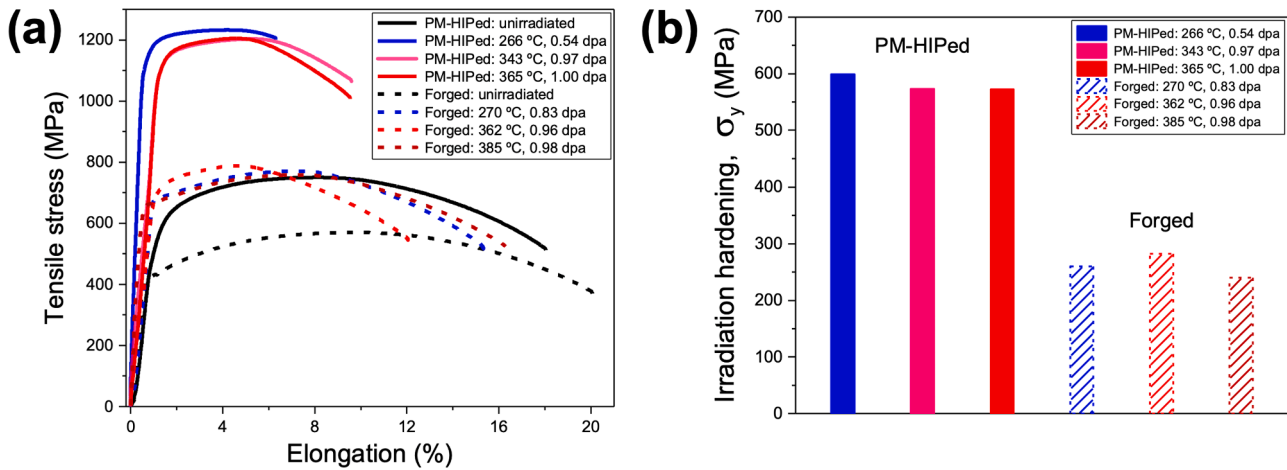 (a)
Tensile stress (MPa)
1200
1000
800
600
400
200
0
0
4
8
12
16
20
Elongation (%)
PM-HIPed: unirradiated
PM-HIPed: 266 ºC, 0.54 dpa
PM-HIPed: 343 ºC, 0.97 dpa
PM-HIPed: 365 ºC, 1.00 dpa
Forged: unirradiated
Forged: 270 ºC, 0.83 dpa
Forged: 362 ºC, 0.96 dpa
Forged: 385 ºC, 0.98 dpa
(b)
Irradiation hardening, σy (MPa)
700
600
500
400
300
200
100
0
PM-HIPed
Forged
PM-HIPed: 266 ºC, 0.54 dpa
PM-HIPed: 343 ºC, 0.97 dpa
PM-HIPed: 365 ºC, 1.00 dpa
Forged: 270 ºC, 0.83 dpa
Forged: 362 ºC, 0.96 dpa
Forged: 385 ºC, 0.98 dpa